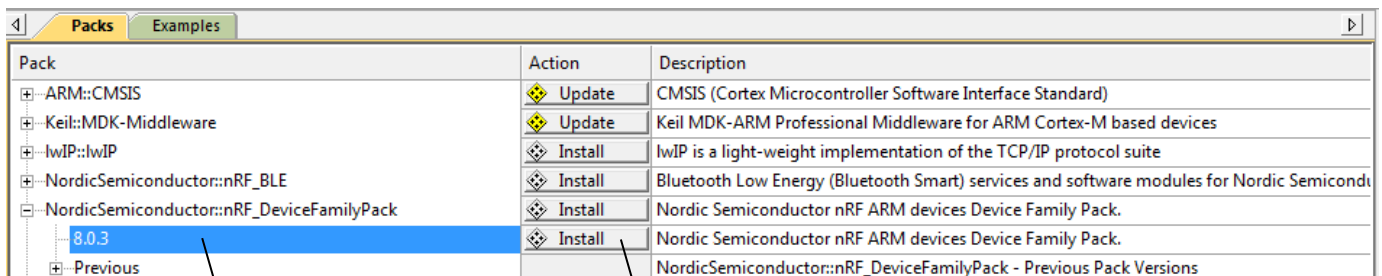 Packs Examples
Pack Action Description
ARM::CMSIS Update CMSIS (Cortex Microcontroller Software Interface Standard)
Keil::MDK-Middleware Update Keil MDK-ARM Professional Middleware for ARM Cortex-M based devices
lwIP::lwIP Install lwIP is a light-weight implementation of the TCP/IP protocol suite
NordicSemiconductor::nRF_BLE Install Bluetooth Low Energy (Bluetooth Smart) services and software modules for Nordic Semicondu
NordicSemiconductor::nRF_DeviceFamilyPack Install Nordic Semiconductor nRF ARM devices Device Family Pack.
8.0.3 Install Nordic Semiconductor nRF ARM devices Device Family Pack.
Previous NordicSemiconductor::nRF_DeviceFamilyPack - Previous Pack Versions